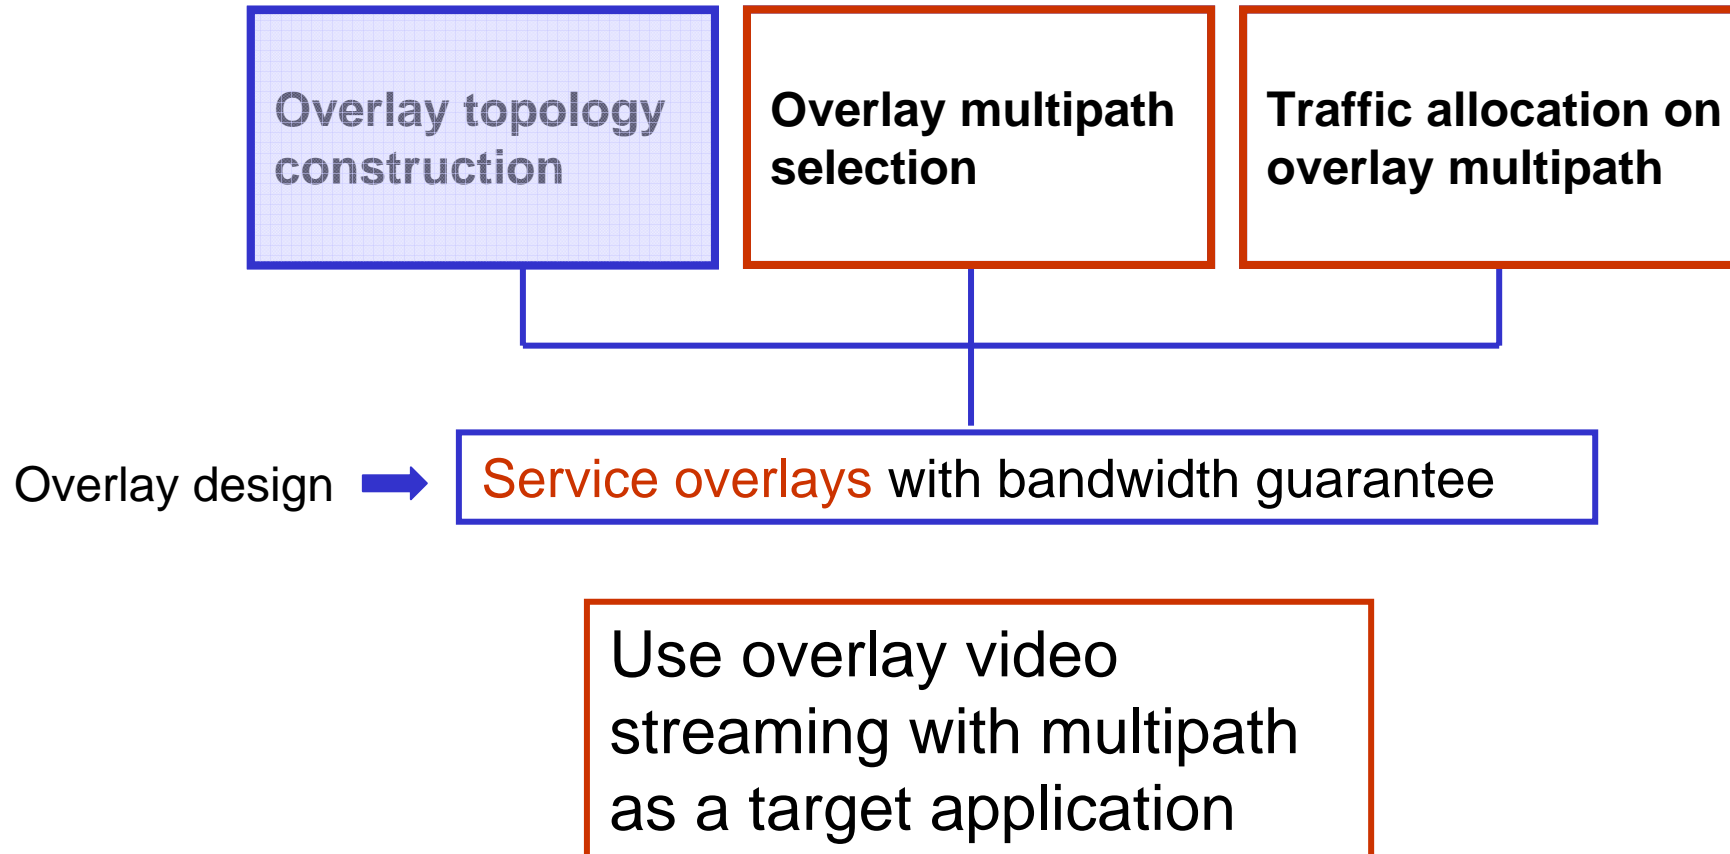 Overlay topology
construction
Overlay multipath
selection
Traffic allocation on
overlay multipath
Overlay design
Service overlays with bandwidth guarantee
Use overlay video
streaming with multipath
as a target application